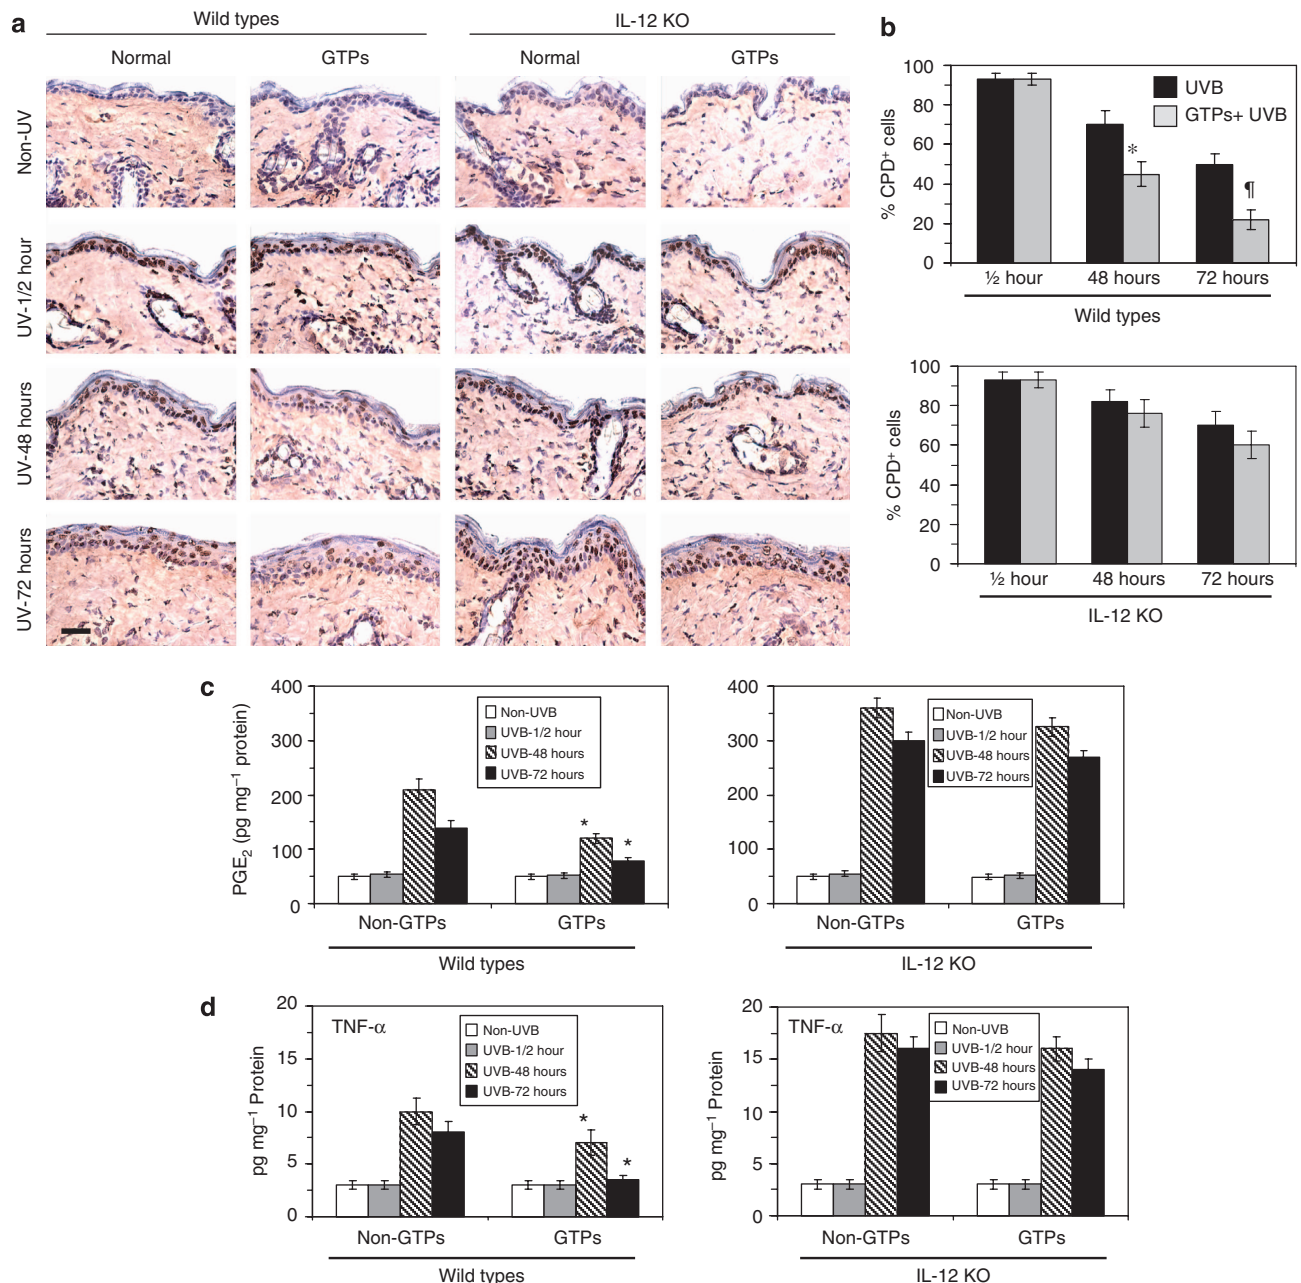 a
Wild types
IL-12 KO
Normal
GTPs
Normal
GTPs
Non-UV
UV-1/2 hour
UV-48 hours
UV-72 hours
b
% CPD+ cells
100
80
60
40
20
0
UVB
GTPs+ UVB
*
¶
½ hour
48 hours
72 hours
Wild types
% CPD+ cells
100
80
60
40
20
0
½ hour
48 hours
72 hours
IL-12 KO
c
PGE2 (pg mg−1 protein)
400
300
200
100
0
Non-UVB
UVB-1/2 hour
UVB-48 hours
UVB-72 hours
*
*
Non-GTPs
GTPs
Wild types
400
300
200
100
0
Non-UVB
UVB-1/2 hour
UVB-48 hours
UVB-72 hours
Non-GTPs
GTPs
IL-12 KO
d
pg mg−1 Protein
20
15
10
5
0
TNF-α
Non-UVB
UVB-1/2 hour
UVB-48 hours
UVB-72 hours
*
*
Non-GTPs
GTPs
Wild types
pg mg−1 Protein
20
15
10
5
0
TNF-α
Non-UVB
UVB-1/2 hour
UVB-48 hours
UVB-72 hours
Non-GTPs
GTPs
IL-12 KO